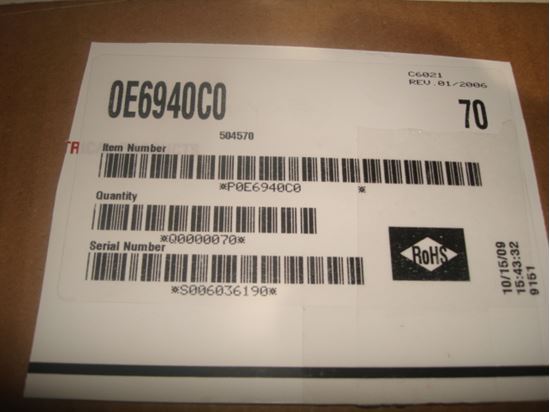 C6021
REV.01/2006
0E6940C0
70
504570
Item Number
*P0E6940C0 *
Quantity
*Q0000070*
Serial Number
*S006036190*
RoHS
10/15/09
15:43:32
9151